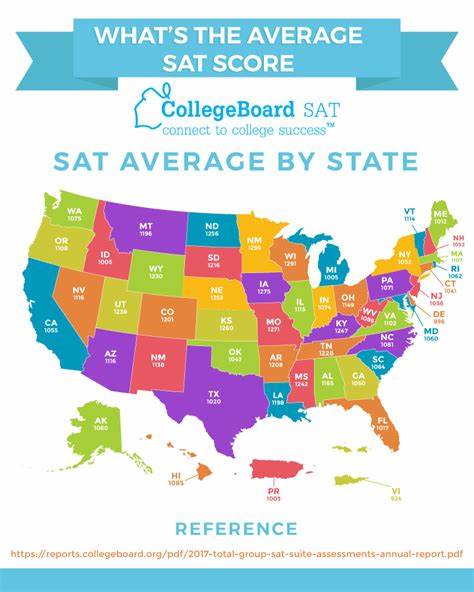 WHAT'S THE AVERAGE
SAT SCORE
CollegeBoard SAT
connect to college success™
SAT AVERAGE BY STATE
WA
1075
OR
1108
CA
1055
NV
1116
ID
1005
MT
1196
WY
1230
UT
1238
AZ
1116
CO
1201
NM
1138
ND
1256
SD
1216
NE
1253
KS
1260
OK
1047
TX
1020
MN
1295
IA
1275
MO
1271
AR
1208
LA
1198
WI
1291
IL
1115
MI
1005
IN
1074
OH
1149
KY
1247
TN
1228
MS
1242
AL
1165
GA
1050
FL
1017
SC
1064
NC
1081
VA
1102
WV
1086
PA
1071
NY
1052
VT
1114
ME
1012
NH
1052
MA
1107
RI
1062
CT
1041
NJ
1056
DE
996
MD
1060
AK
1080
HI
1085
PR
1003
VI
924
REFERENCE
https://reports.collegeboard.org/pdf/2017-total-group-sat-suite-assessments-annual-report.pdf